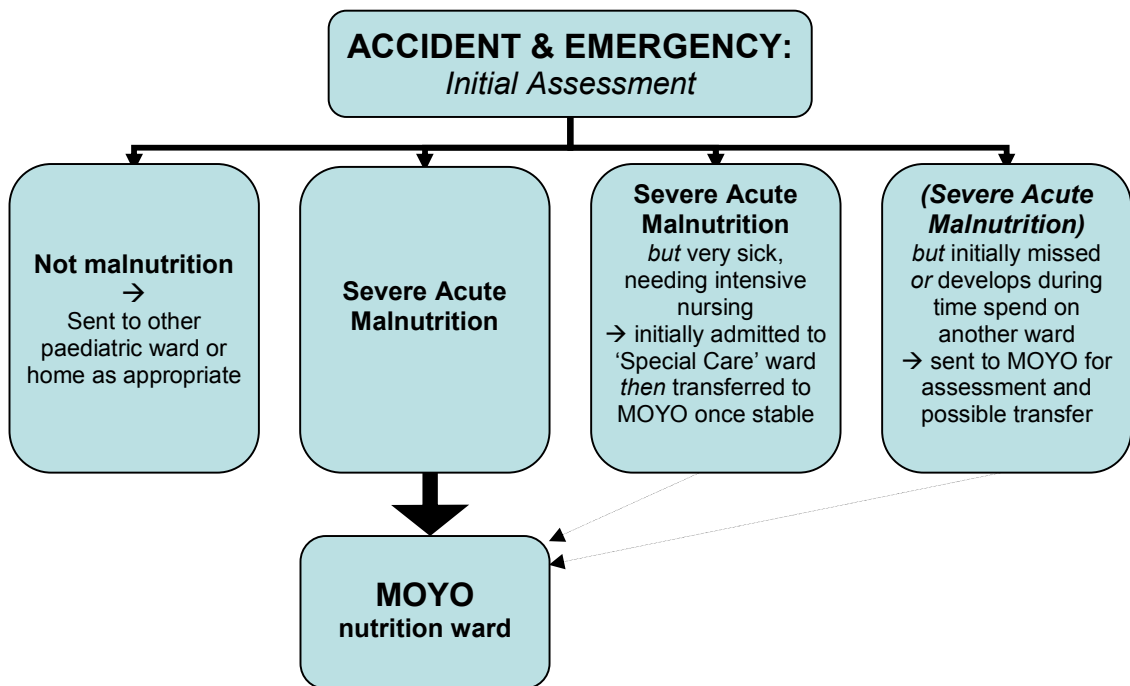 ACCIDENT & EMERGENCY:
Initial Assessment
Not malnutrition
→
Sent to other
paediatric ward or
home as appropriate
Severe Acute
Malnutrition
Severe Acute
Malnutrition
but very sick,
needing intensive
nursing
→ initially admitted to
‘Special Care’ ward
then transferred to
MOYO once stable
(Severe Acute
Malnutrition)
but initially missed
or develops during
time spend on
another ward
→ sent to MOYO for
assessment and
possible transfer
MOYO
nutrition ward